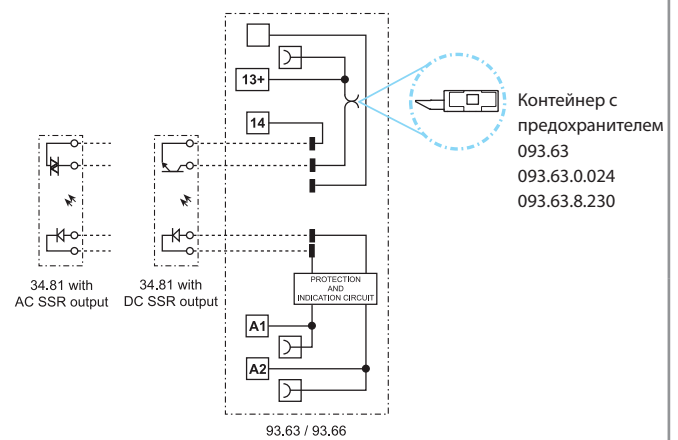 13+
14
Контейнер с
предохранителем
093.63
093.63.0.024
093.63.8.230
34.81 with
AC SSR output
34.81 with
DC SSR output
PROTECTION
AND
INDICATION CIRCUIT
A1
A2
93.63 / 93.66